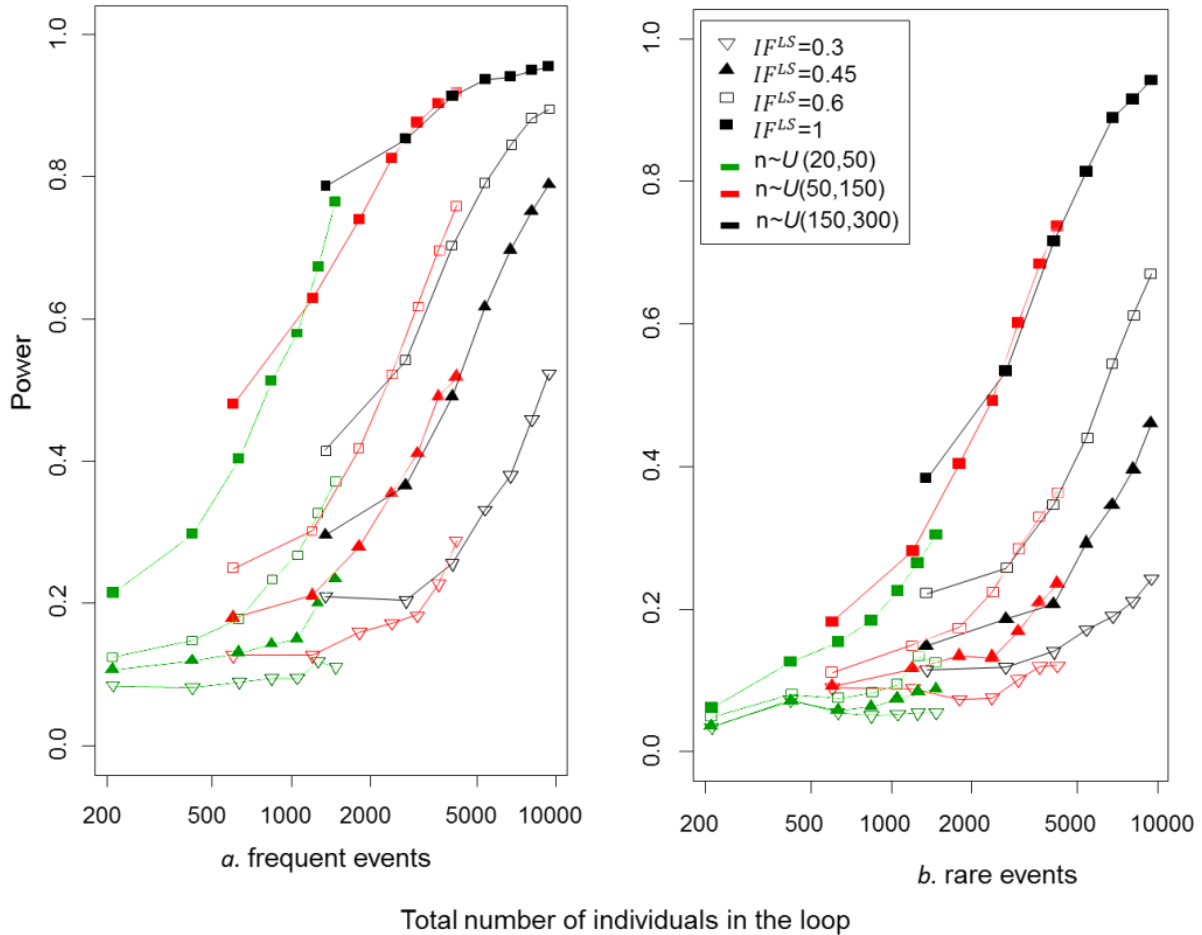 Power
0.0
0.2
0.4
0.6
0.8
1.0
200 500 1000 2000 5000 10000
a. frequent events
0.0
0.2
0.4
0.6
0.8
1.0
IF^LS=0.3
IF^LS=0.45
IF^LS=0.6
IF^LS=1
n~U (20,50)
n~U(50,150)
n~U(150,300)
200 500 1000 2000 5000 10000
b. rare events
Total number of individuals in the loop